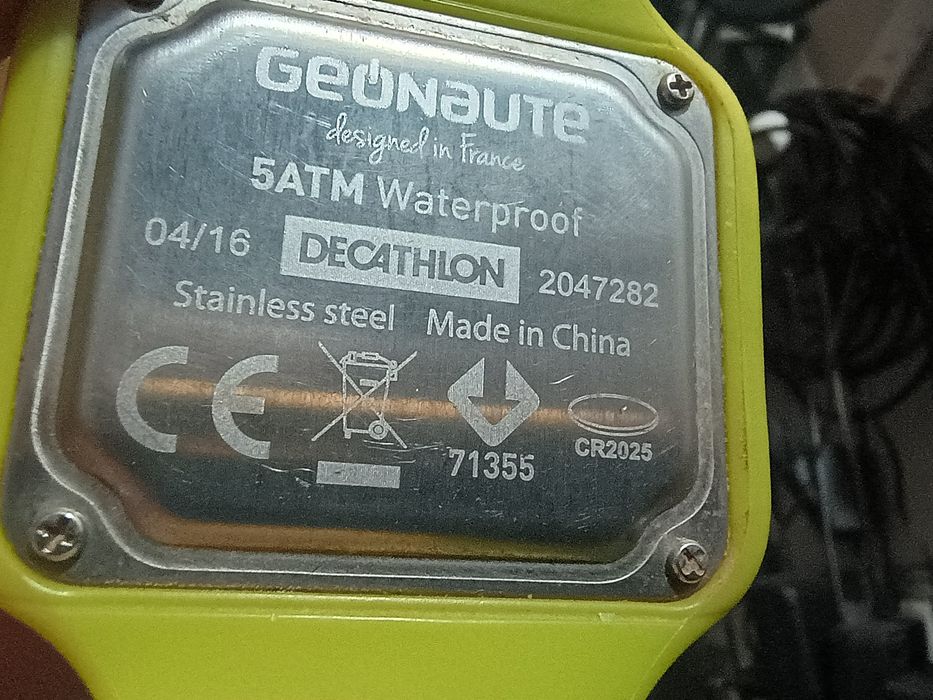 GEONAUTE
designed in France
5ATM Waterproof
04/16 DECATHLON 2047282
Stainless steel Made in China
CE
71355
CR2025